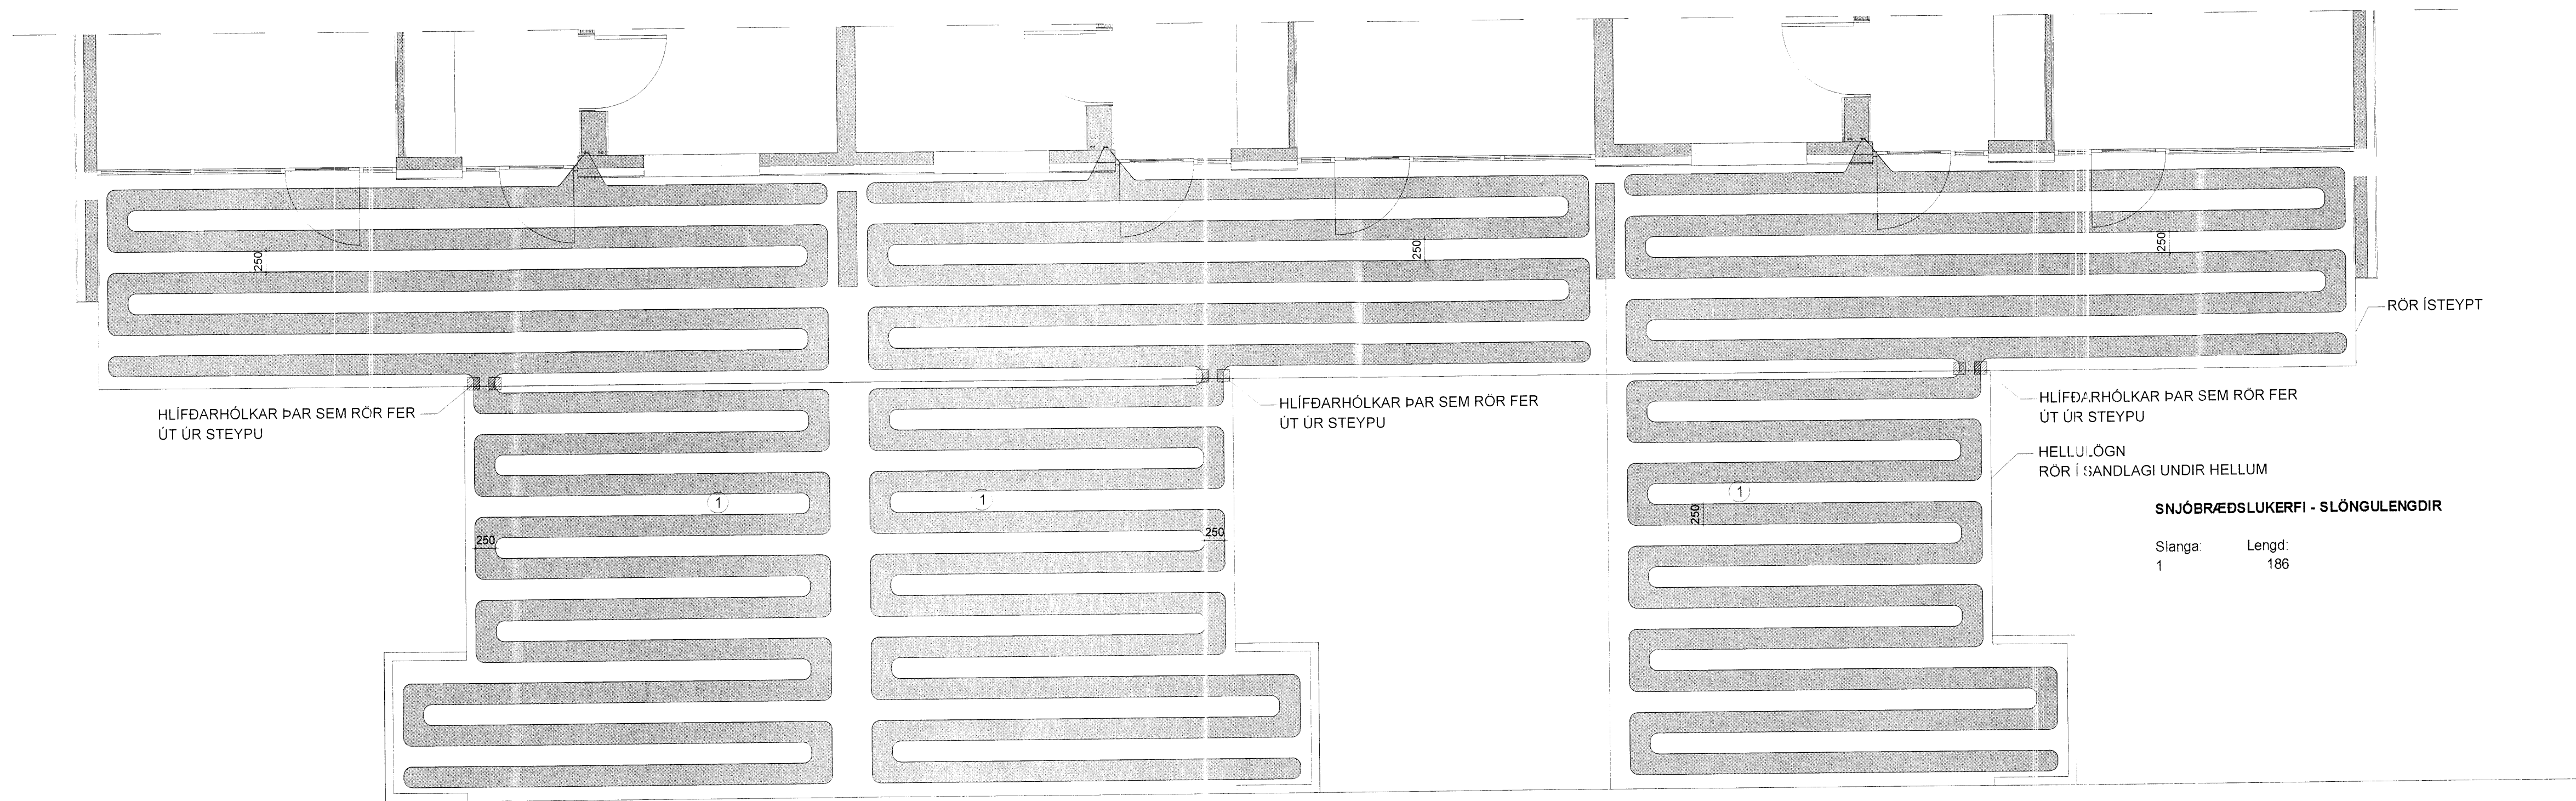 250
250
250
RÖR ÍSTEYPT
HLÍFÐARHÓLKAR ÞAR SEM RÖR FER
ÚT ÚR STEYPU
HLÍFÐARHÓLKAR ÞAR SEM RÖR FER
ÚT ÚR STEYPU
HLÍFÐARHÓLKAR ÞAR SEM RÖR FER
ÚT ÚR STEYPU
HELLULÖGN
RÖR Í SANDLAGI UNDIR HELLUM
1
1
1
250
250
250
SNJÓBRÆÐSLUKERFI - SLÖNGULENGDIR
Slanga: Lengd:
1 186